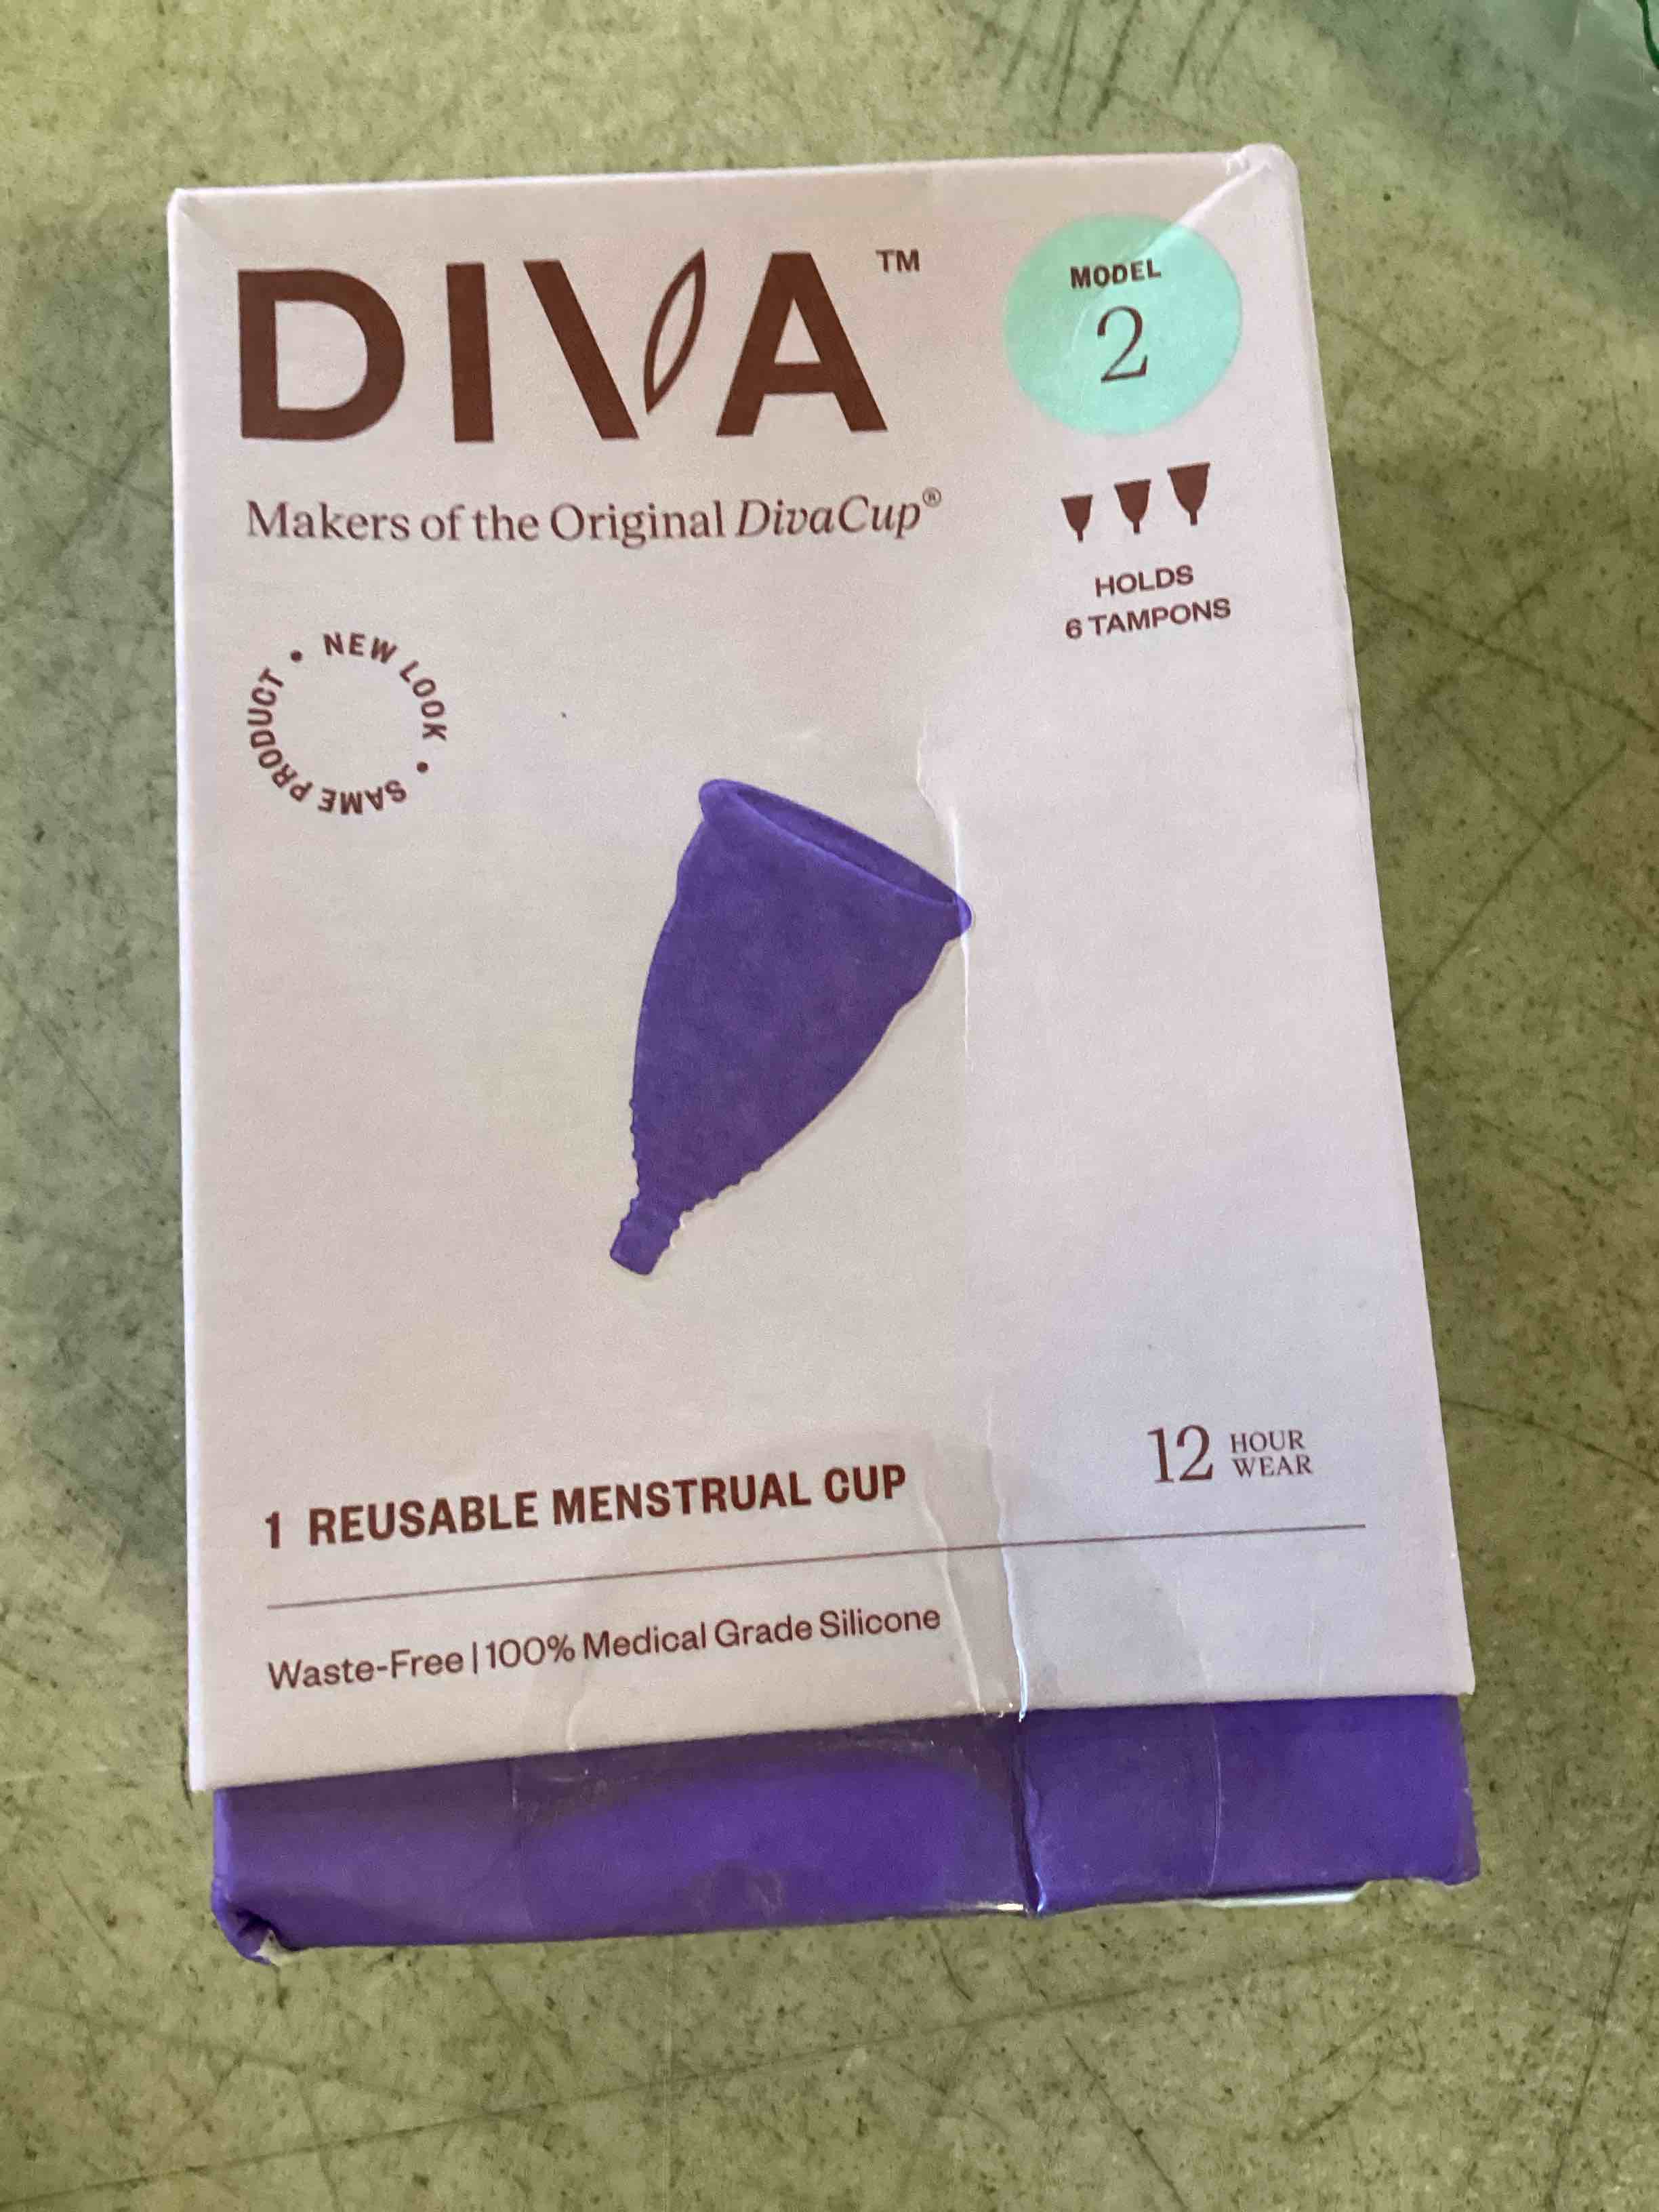 DIVA™
MODEL
2
Makers of the Original DivaCup®
HOLDS
6 TAMPONS
NEW LOOK • SAME PRODUCT •
1 REUSABLE MENSTRUAL CUP
12 HOUR
WEAR
Waste-Free | 100% Medical Grade Silicone